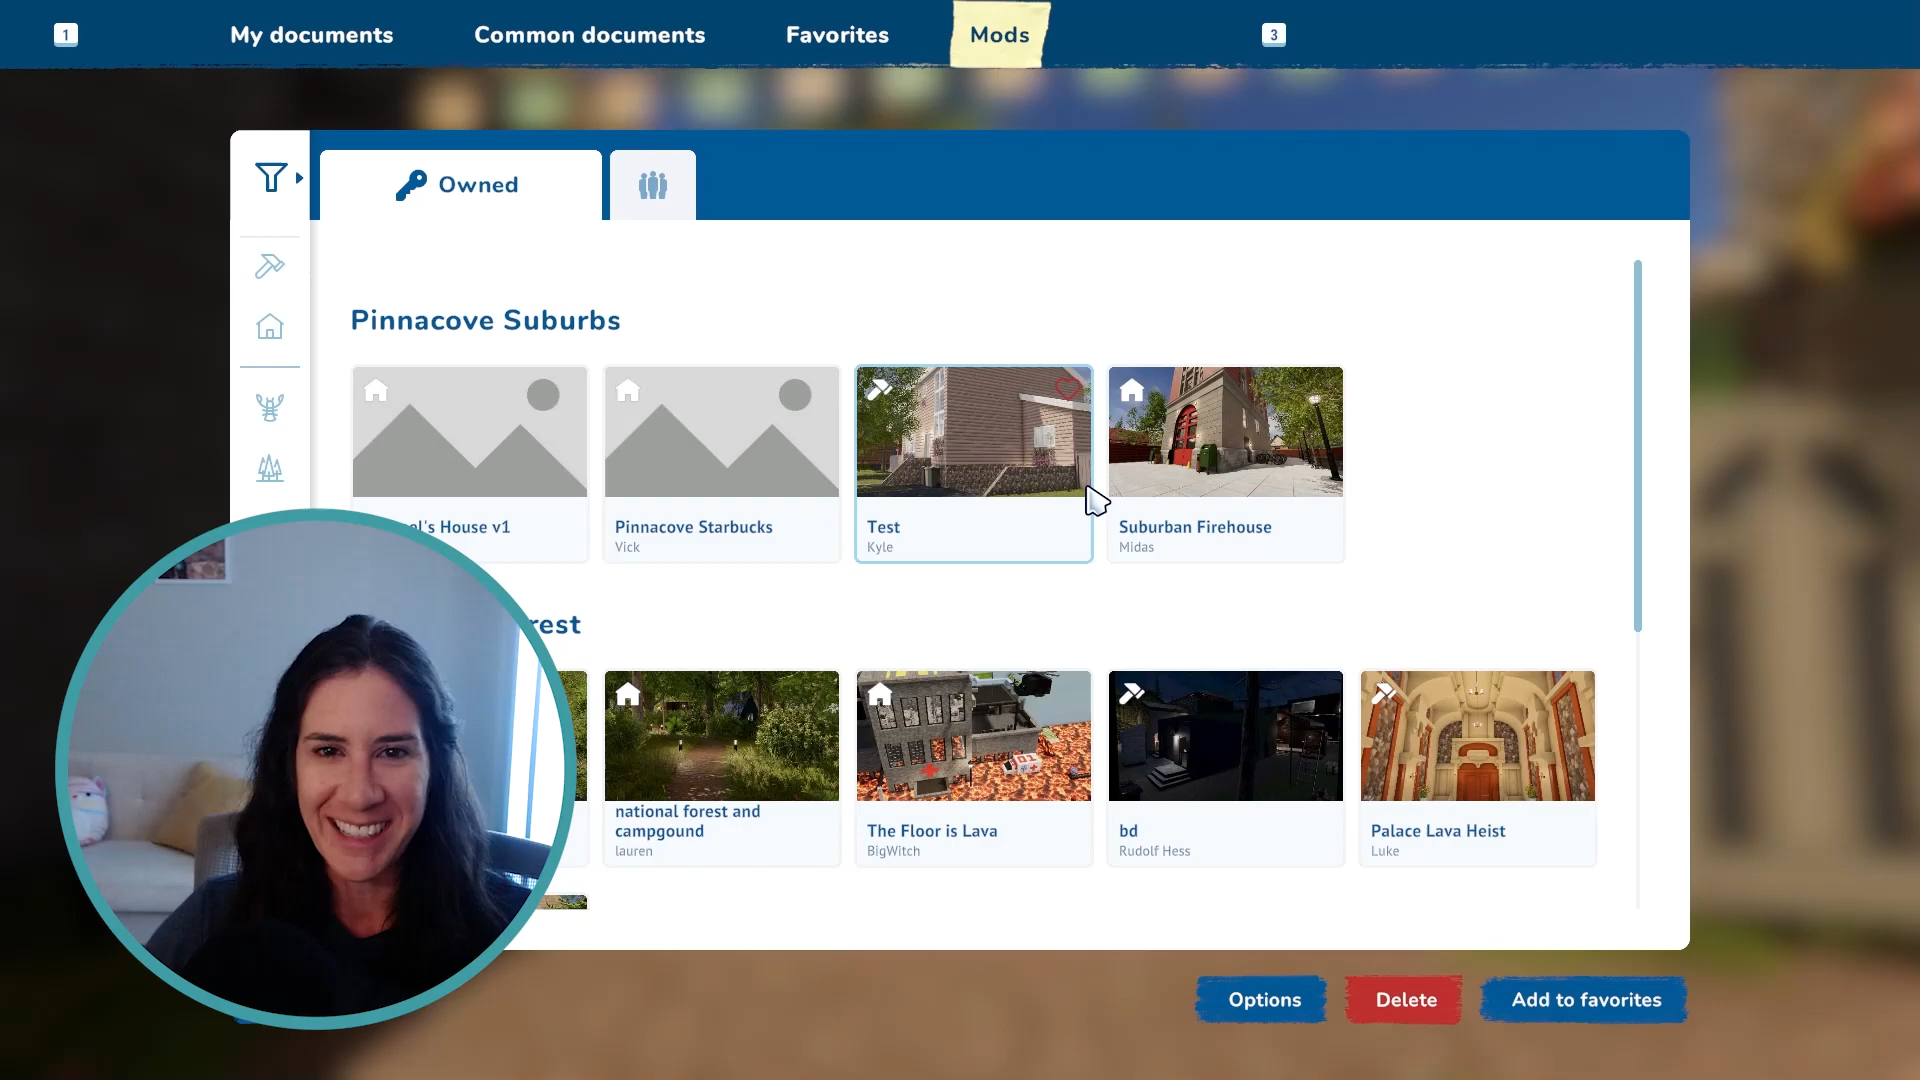 1
My documents
Common documents
Favorites
Mods
3
Owned
Pinnacove Suburbs
House v1
Pinnacove Starbucks
Vick
Test
Kyle
Suburban Firehouse
Midas
national forest and
campgound
lauren
The Floor is Lava
BigWitch
bd
Rudolf Hess
Palace Lava Heist
Luke
Options
Delete
Add to favorites